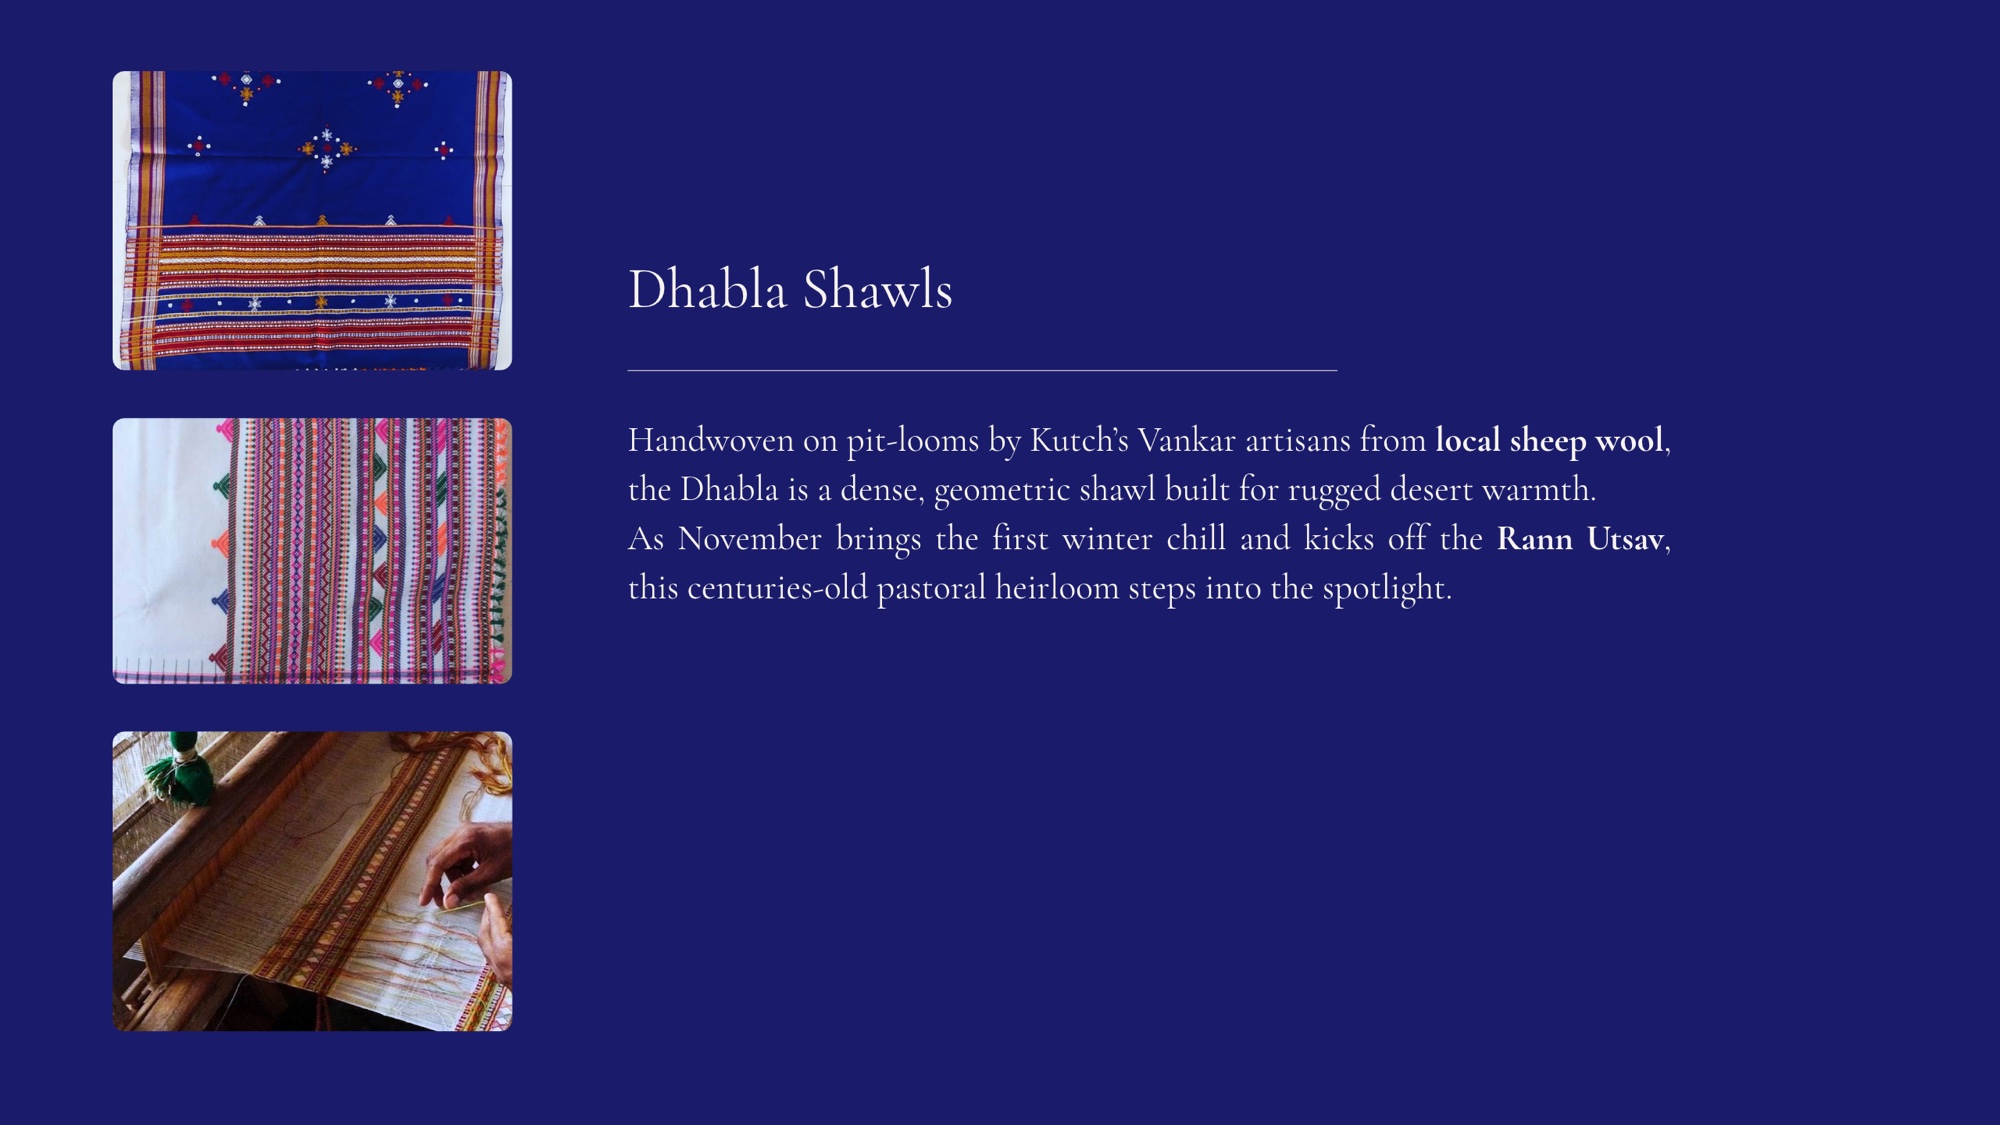 Dhabla Shawls
Handwoven on pit-looms by Kutch’s Vankar artisans from local sheep wool,
the Dhabla is a dense, geometric shawl built for rugged desert warmth.
As November brings the first winter chill and kicks off the Rann Utsav,
this centuries-old pastoral heirloom steps into the spotlight.